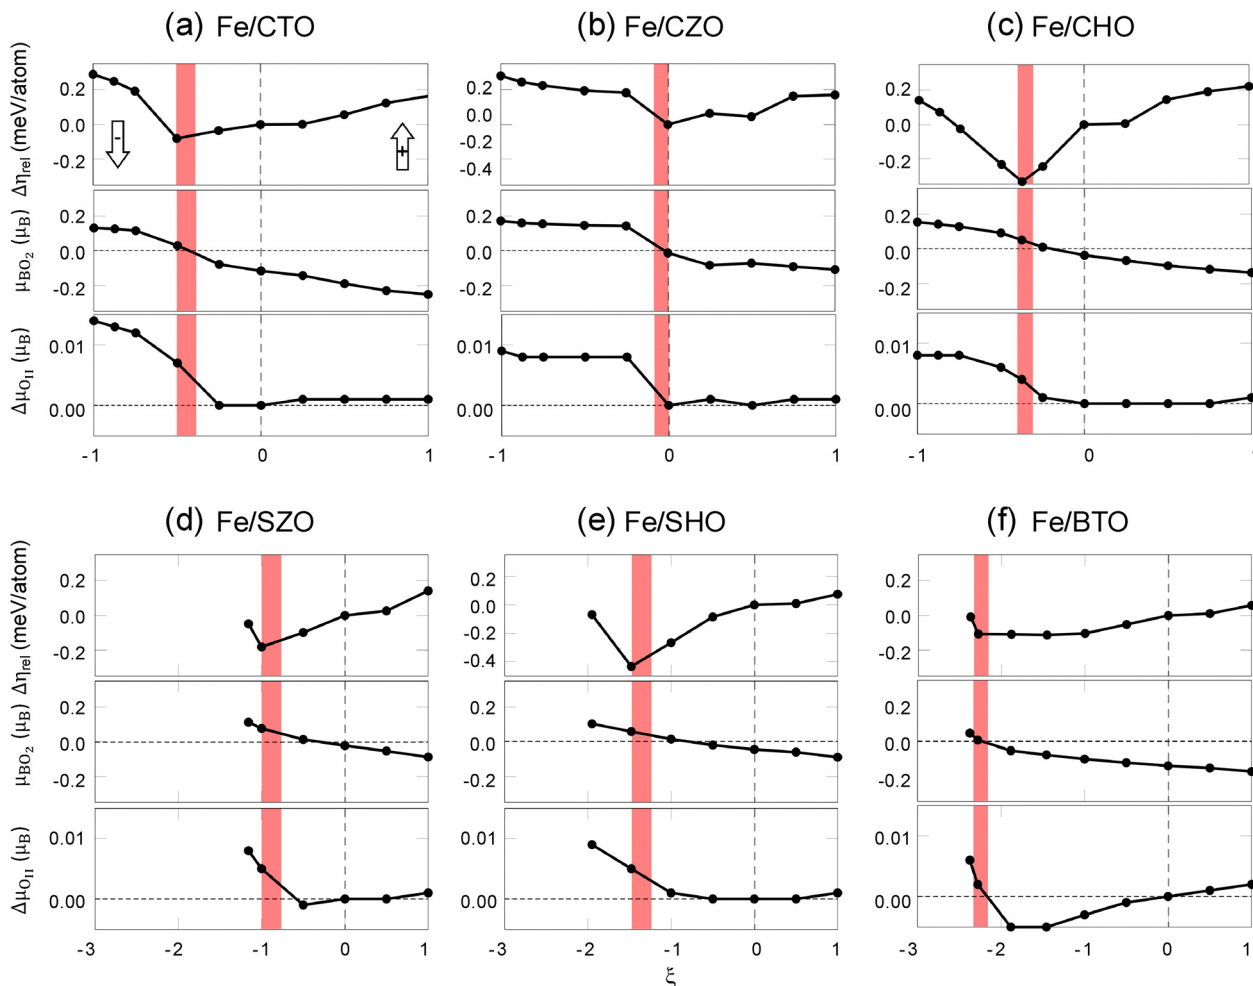 (a) Fe/CTO
(b) Fe/CZO
(c) Fe/CHO
Δη_rel (meV/atom)
0.2
0.0
-0.2
-
+
0.2
0.0
-0.2
-0.4
0.2
0.0
-0.2
μ_BO₂ (μ_B)
0.2
0.0
-0.2
0.2
0.0
-0.2
0.2
0.0
-0.2
Δμ_O_II (μ_B)
0.01
0.00
0.01
0.00
0.01
0.00
-1 0 1
-1 0 1
-1 0 1
(d) Fe/SZO
(e) Fe/SHO
(f) Fe/BTO
Δη_rel (meV/atom)
0.2
0.0
-0.2
0.2
0.0
-0.2
-0.4
0.2
0.0
-0.2
μ_BO₂ (μ_B)
0.2
0.0
-0.2
0.2
0.0
-0.2
0.2
0.0
-0.2
Δμ_O_II (μ_B)
0.01
0.00
0.01
0.00
0.01
0.00
-3 -2 -1 0 1
-3 -2 -1 0 1
-3 -2 -1 0 1
ξ